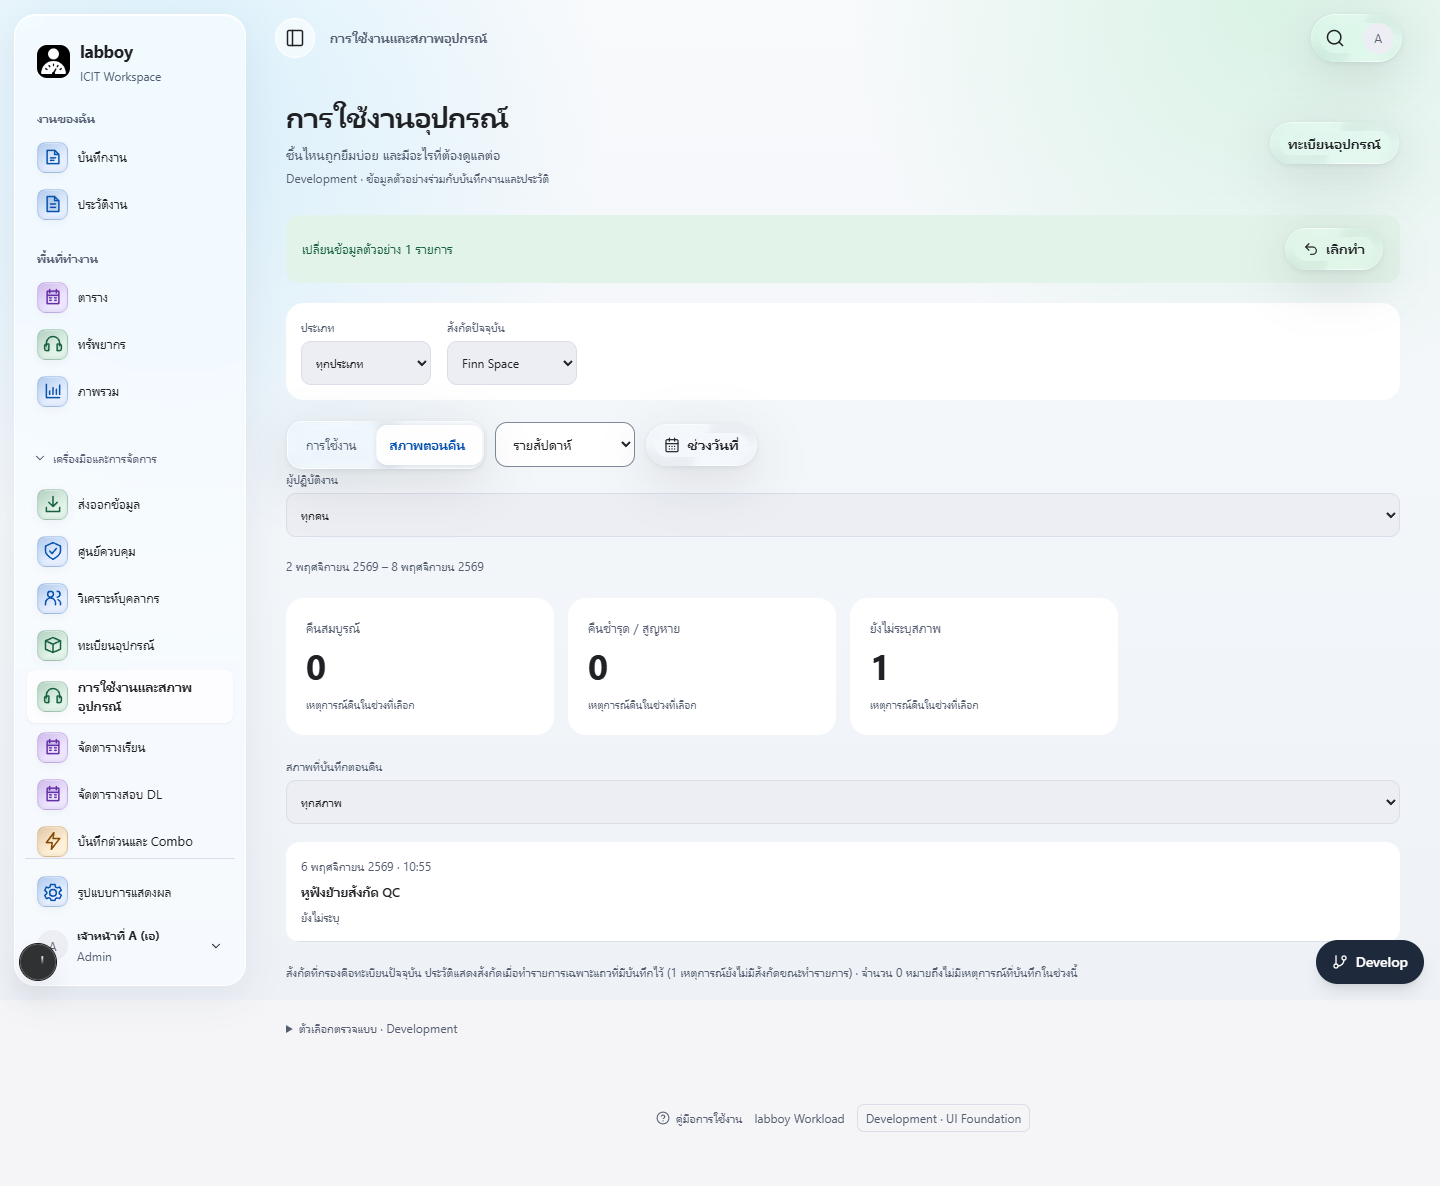 labboy
ICIT Workspace
งานของฉัน
บันทึกงาน
ประวัติงาน
พื้นที่ทำงาน
ตาราง
ทรัพยากร
ภาพรวม
เครื่องมือและการจัดการ
ส่งออกข้อมูล
ศูนย์ควบคุม
วิเคราะห์บุคลากร
ทะเบียนอุปกรณ์
การใช้งานและสภาพ
อุปกรณ์
จัดตารางเรียน
จัดตารางสอบ DL
บันทึกด่วนและ Combo
รูปแบบการแสดงผล
A
เจ้าหน้าที่ A (เอ)
Admin
การใช้งานและสภาพอุปกรณ์
A
การใช้งานอุปกรณ์
ชิ้นไหนถูกยืมบ่อย และมีอะไรที่ต้องดูแลต่อ
Development · ข้อมูลตัวอย่างร่วมกับบันทึกงานและประวัติ
ทะเบียนอุปกรณ์
เปลี่ยนข้อมูลตัวอย่าง 1 รายการ
เลิกทำ
ประเภท
สังกัดปัจจุบัน
ทุกประเภท
Finn Space
การใช้งาน
สภาพตอนคืน
รายสัปดาห์
ช่วงวันที่
ผู้ปฏิบัติงาน
ทุกคน
2 พฤศจิกายน 2569 – 8 พฤศจิกายน 2569
คืนสมบูรณ์
0
เหตุการณ์คืนในช่วงที่เลือก
คืนชำรุด / สูญหาย
0
เหตุการณ์คืนในช่วงที่เลือก
ยังไม่ระบุสภาพ
1
เหตุการณ์คืนในช่วงที่เลือก
สภาพที่บันทึกตอนคืน
ทุกสภาพ
6 พฤศจิกายน 2569 · 10:55
หูฟังย้ายสังกัด QC
ยังไม่ระบุ
สังกัดที่กรองคือทะเบียนปัจจุบัน ประวัติแสดงสังกัดเมื่อทำรายการเฉพาะแถวที่มีบันทึกไว้ (1 เหตุการณ์ยังไม่มีสังกัดขณะทำรายการ) · จำนวน 0 หมายถึงไม่มีเหตุการณ์ที่บันทึกในช่วงนี้
Develop
ตัวเลือกตรวจแบบ · Development
คู่มือการใช้งาน
labboy Workload
Development · UI Foundation